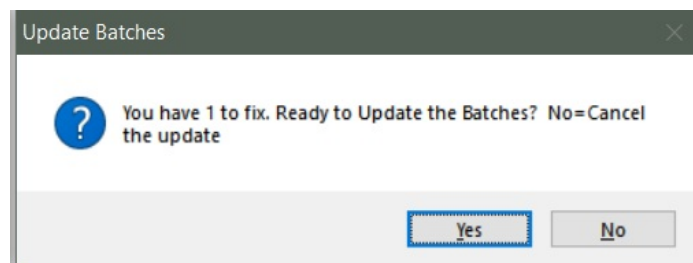 Update Batches
You have 1 to fix. Ready to Update the Batches?  No=Cancel
the update
Yes
No